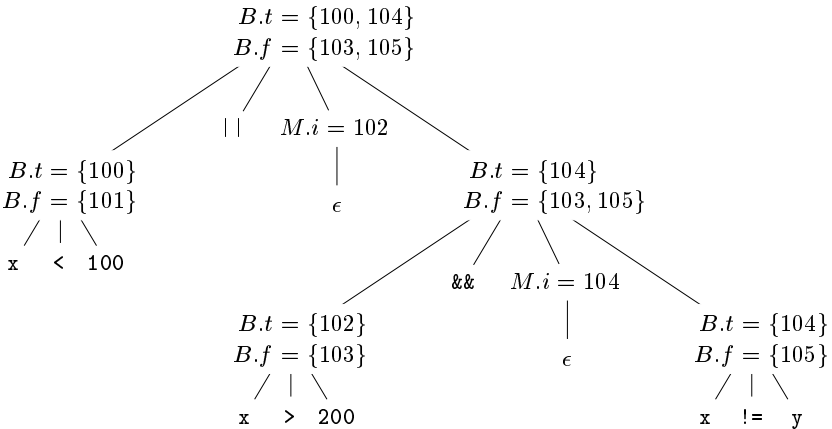 B.t = {100, 104}
B.f = {103, 105}
|| M.i = 102
B.t = {100}
B.f = {101}
ϵ
B.t = {104}
B.f = {103, 105}
x < 100
&& M.i = 104
B.t = {102}
B.f = {103}
ϵ
B.t = {104}
B.f = {105}
x > 200
x != y